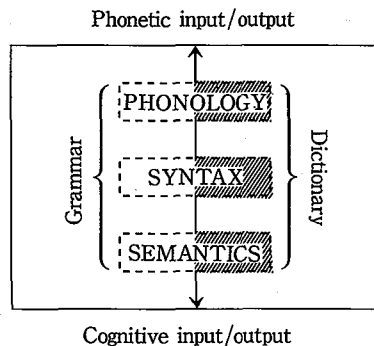 Phonetic input/output
PHONOLOGY
Grammar
SYNTAX
Dictionary
SEMANTICS
Cognitive input/output